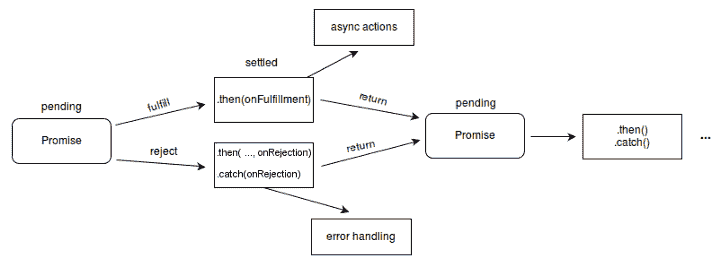 async actions
settled
pending
fulfill
.then(onFulfillment)
return
pending
Promise
Promise
.then()
.catch()
...
reject
.then( ..., onRejection)
.catch(onRejection)
return
error handling